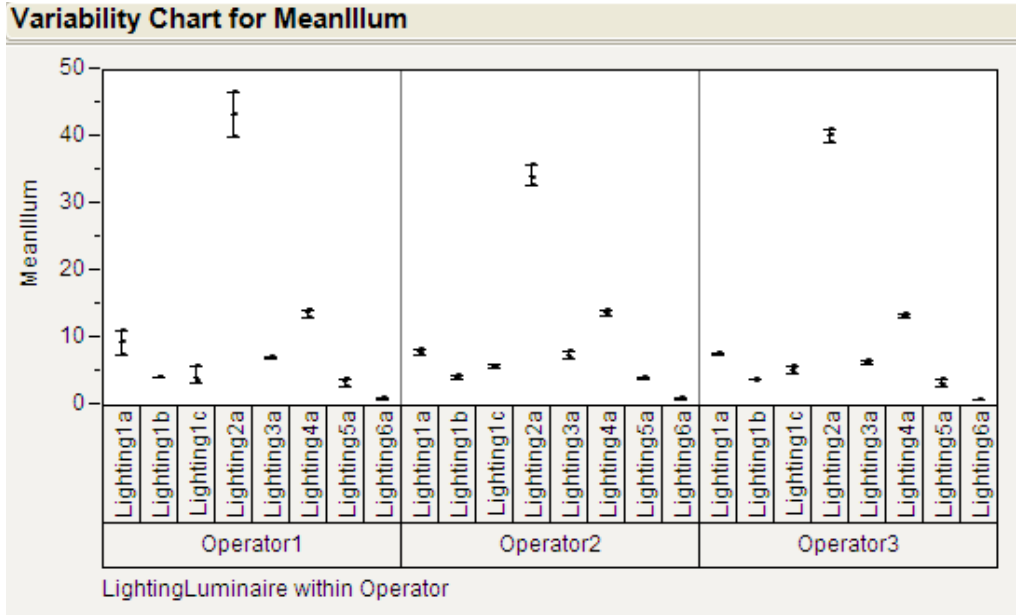 Variability Chart for MeanIllum
MeanIllum
50
40
30
20
10
0
Lighting1a
Lighting1b
Lighting1c
Lighting2a
Lighting3a
Lighting4a
Lighting5a
Lighting6a
Lighting1a
Lighting1b
Lighting1c
Lighting2a
Lighting3a
Lighting4a
Lighting5a
Lighting6a
Lighting1a
Lighting1b
Lighting1c
Lighting2a
Lighting3a
Lighting4a
Lighting5a
Lighting6a
Operator1
Operator2
Operator3
LightingLuminaire within Operator